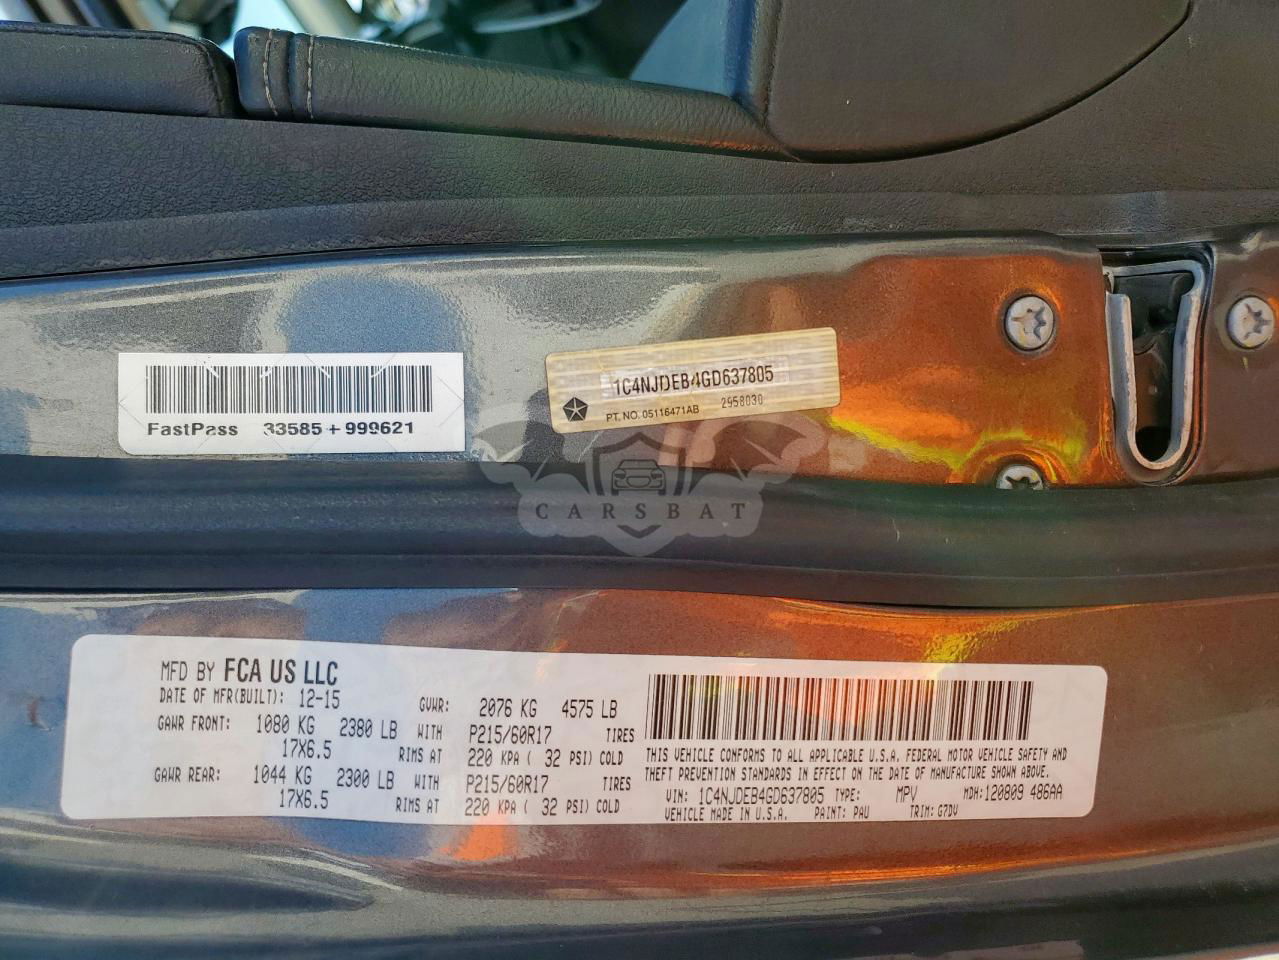 1C4NJDEB4GD637805
PT. NO. 05116471AB 2958030
FastPass 33585 + 999621
CARSBAT
MFD BY FCA US LLC
DATE OF MFR(BUILT): 12-15 GVWR: 2076 KG 4575 LB
GAWR FRONT: 1080 KG 2380 LB WITH P215/60R17 TIRES
17X6.5 RIMS AT 220 KPA ( 32 PSI) COLD
GAWR REAR: 1044 KG 2300 LB WITH P215/60R17 TIRES
17X6.5 RIMS AT 220 KPA ( 32 PSI) COLD
THIS VEHICLE CONFORMS TO ALL APPLICABLE U.S.A. FEDERAL MOTOR VEHICLE SAFETY AND
THEFT PREVENTION STANDARDS IN EFFECT ON THE DATE OF MANUFACTURE SHOWN ABOVE.
VIN: 1C4NJDEB4GD637805 TYPE: MPV MDH: 120809 486AA
VEHICLE MADE IN U.S.A. PAINT: PAU TRIM: G7DV